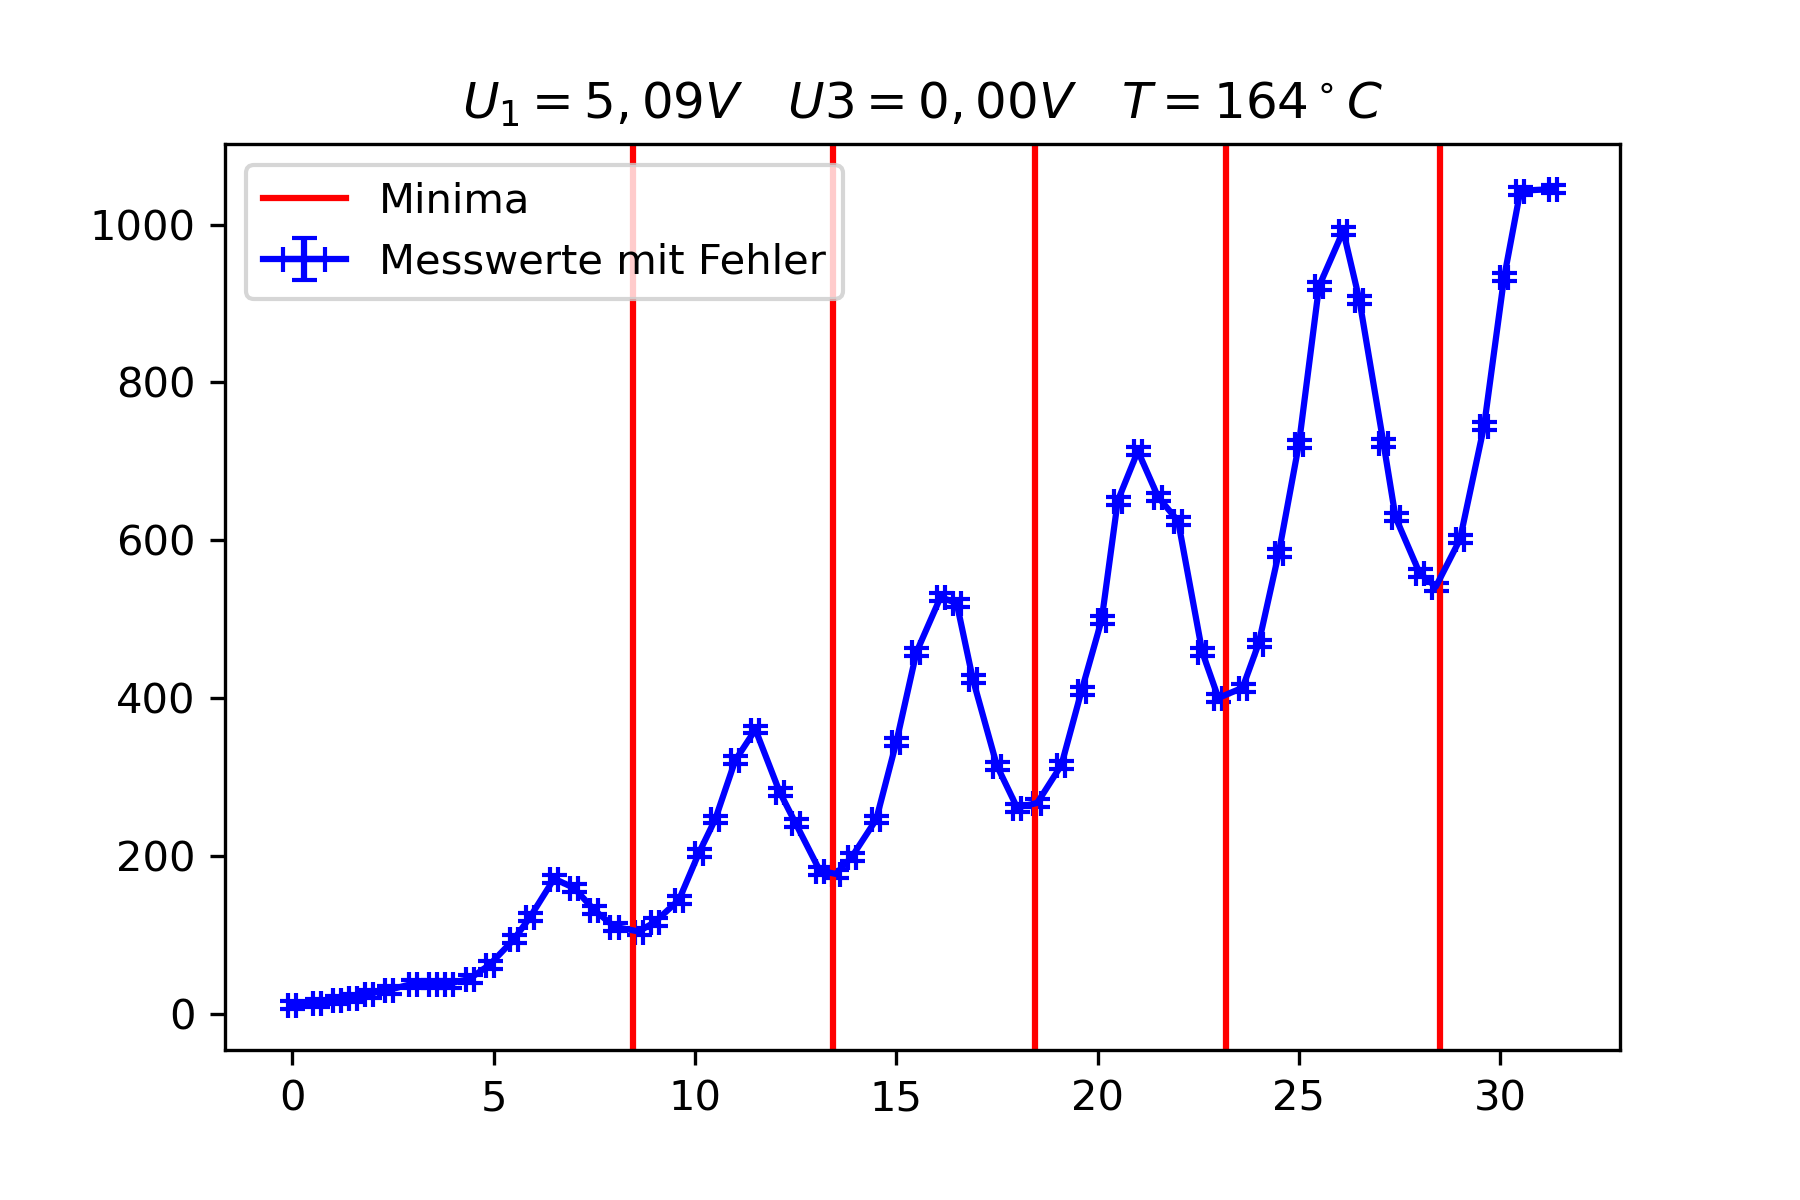 U₁ = 5, 09V   U3 = 0, 00V   T = 164°C
Minima
Messwerte mit Fehler
1000
800
600
400
200
0
0 5 10 15 20 25 30